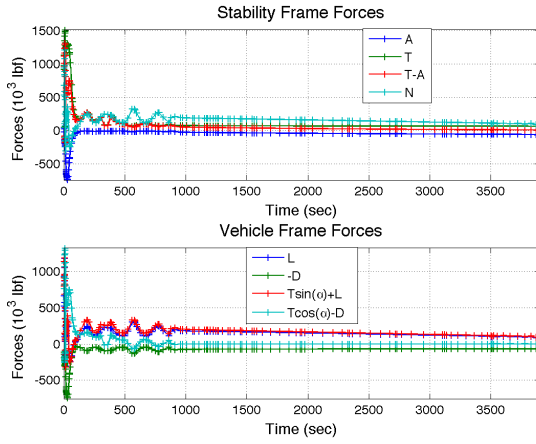 Stability Frame Forces
1500
1000
500
0
-500
Forces (10^3 lbf)
A
T
T-A
N
0 500 1000 1500 2000 2500 3000 3500
Time (sec)
Vehicle Frame Forces
1000
500
0
-500
Forces (10^3 lbf)
L
-D
Tsin(ω)+L
Tcos(ω)-D
0 500 1000 1500 2000 2500 3000 3500
Time (sec)